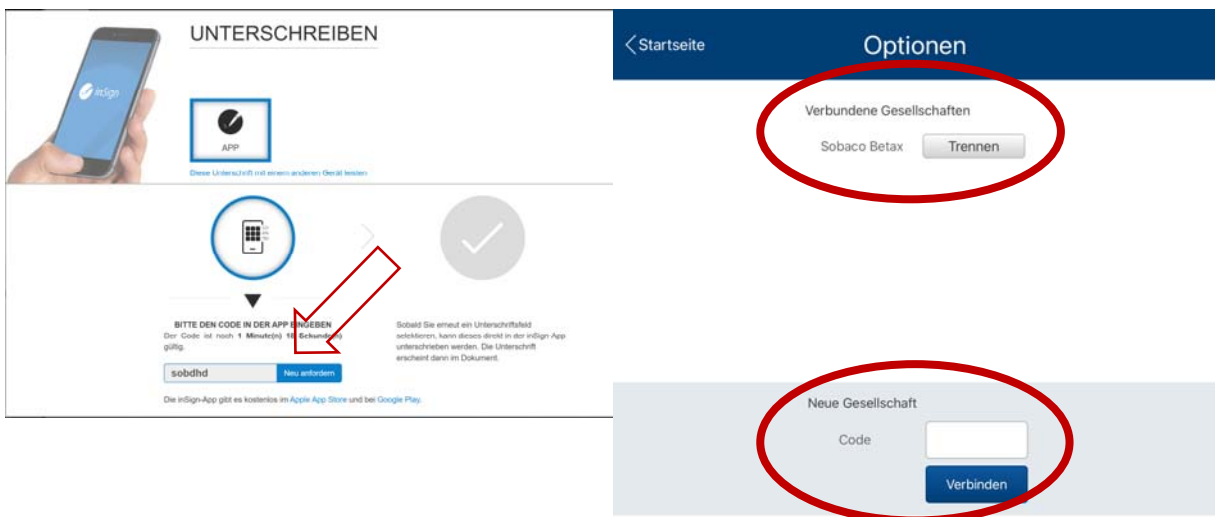 UNTERSCHREIBEN
inSign
APP
Diese Unterschrift mit einem anderen Gerät leisten
BITTE DEN CODE IN DER APP EINGEBEN
Der Code ist noch 1 Minute(n) 18 Sekunde(n)
gültig.
sobdhd
Neu anfordern
Sobald Sie erneut ein Unterschriftsfeld
selektieren, kann dieses direkt in der inSign App
unterschrieben werden. Die Unterschrift
erscheint dann im Dokument.
Die inSign-App gibt es kostenlos im Apple App Store und bei Google Play.
Startseite
Optionen
Verbundene Gesellschaften
Sobaco Betax
Trennen
Neue Gesellschaft
Code
Verbinden